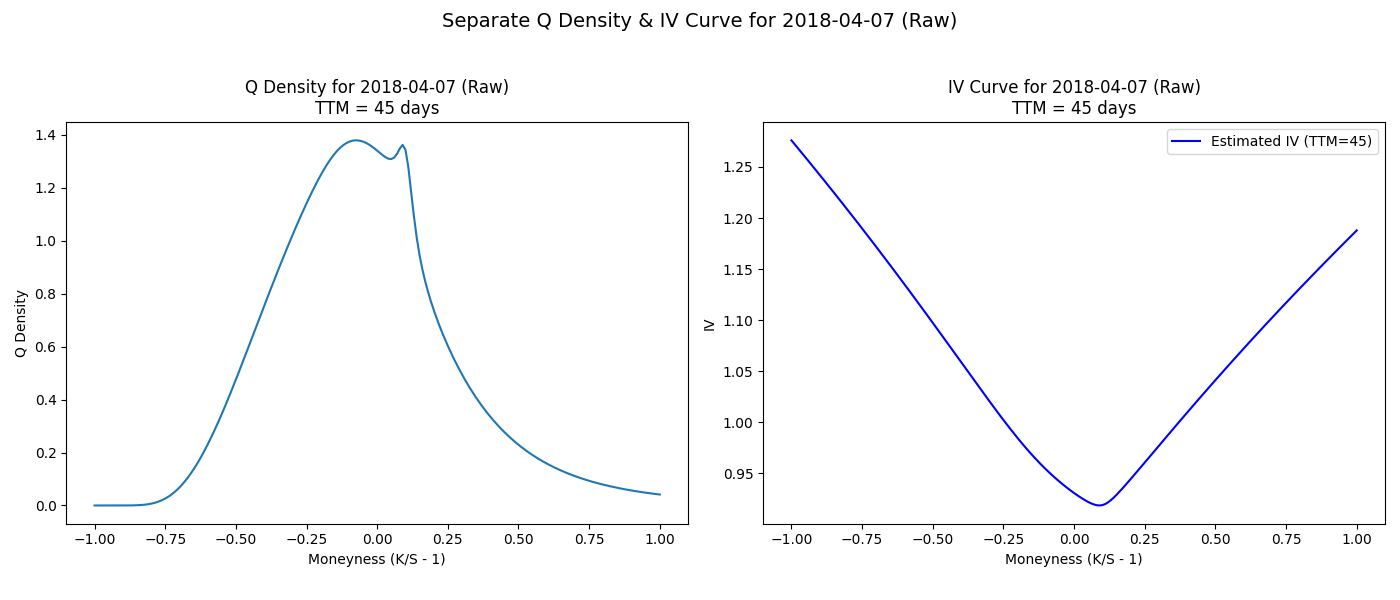 Separate Q Density & IV Curve for 2018-04-07 (Raw)
Q Density for 2018-04-07 (Raw)
TTM = 45 days
1.4
1.2
1.0
0.8
0.6
0.4
0.2
0.0
Q Density
−1.00 −0.75 −0.50 −0.25 0.00 0.25 0.50 0.75 1.00
Moneyness (K/S - 1)
IV Curve for 2018-04-07 (Raw)
TTM = 45 days
Estimated IV (TTM=45)
1.25
1.20
1.15
1.10
1.05
1.00
0.95
IV
−1.00 −0.75 −0.50 −0.25 0.00 0.25 0.50 0.75 1.00
Moneyness (K/S - 1)